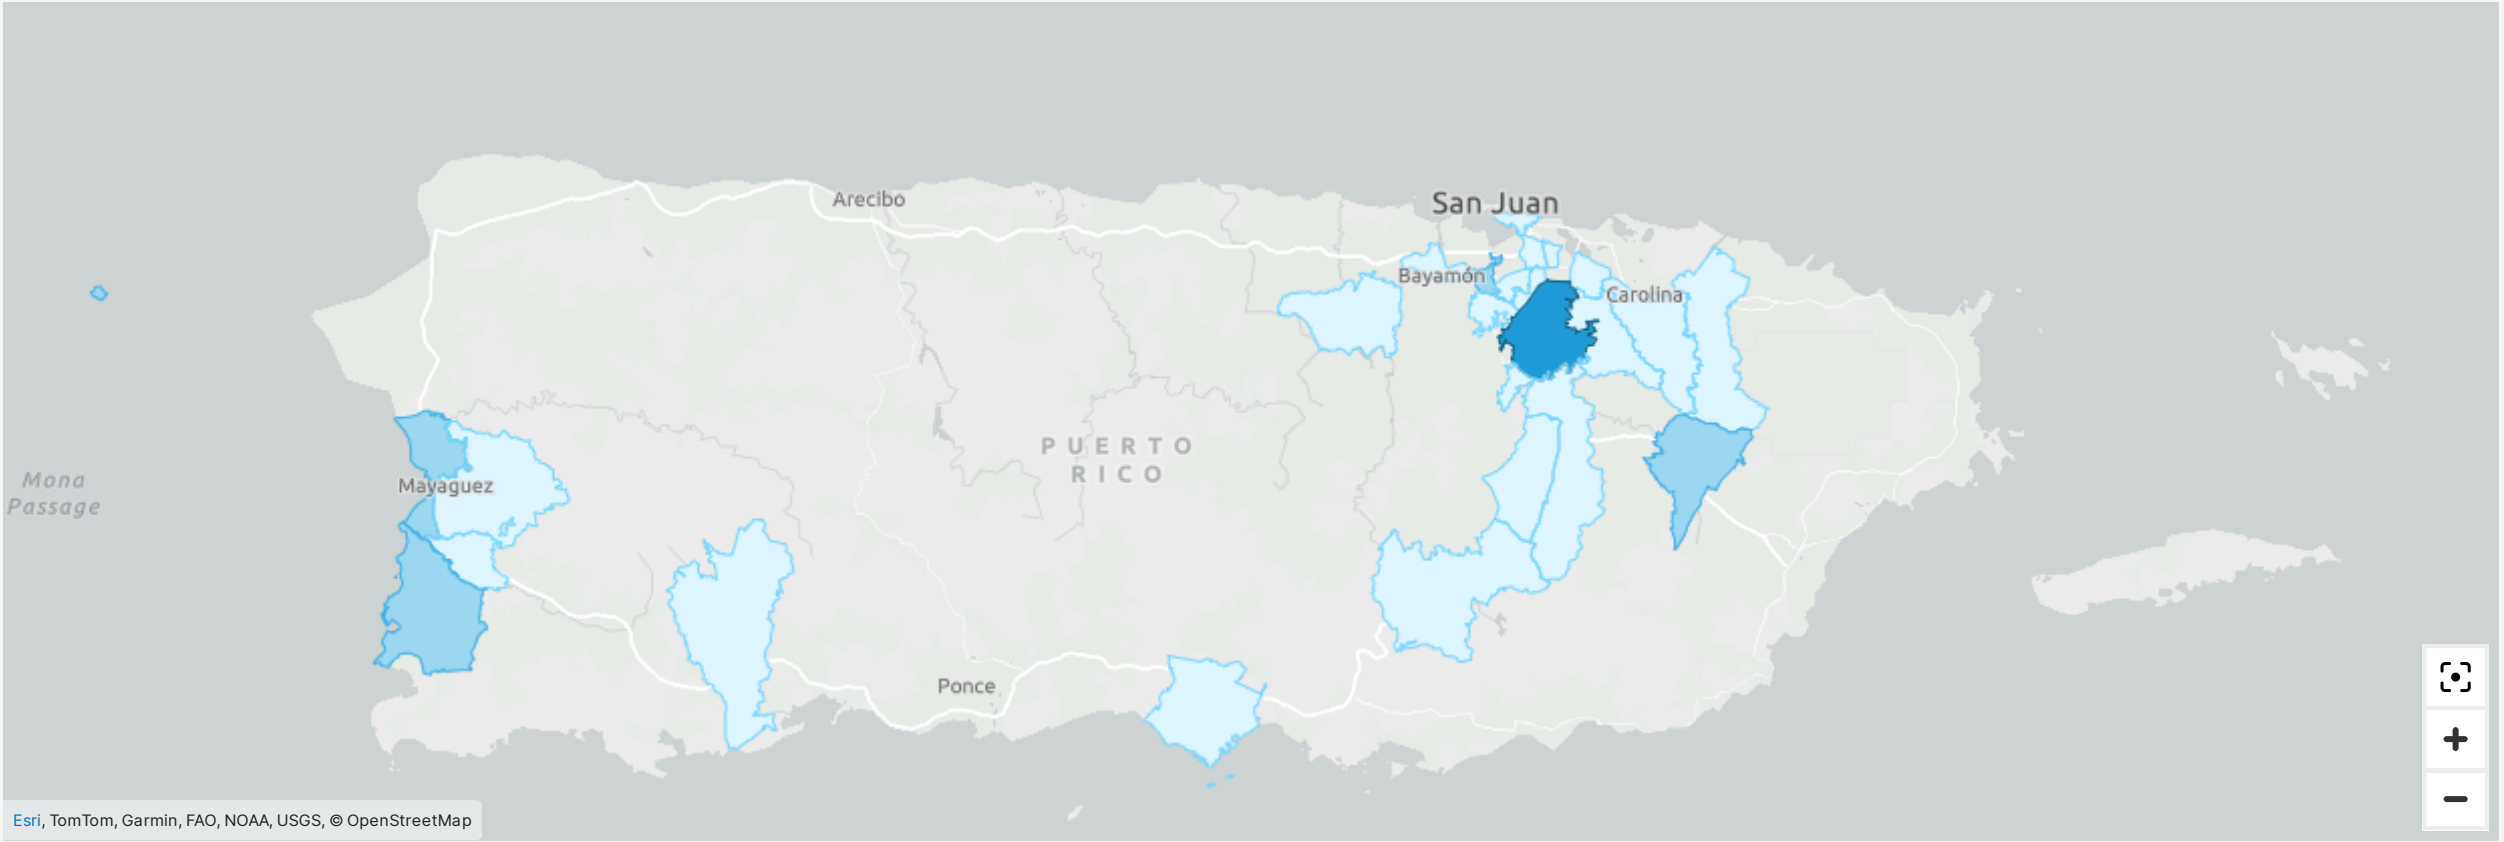 San Juan
Arecibo
Bayamón
Carolina
PUERTO
RICO
Mona
Passage
Mayaguez
Ponce
Esri, TomTom, Garmin, FAO, NOAA, USGS, © OpenStreetMap